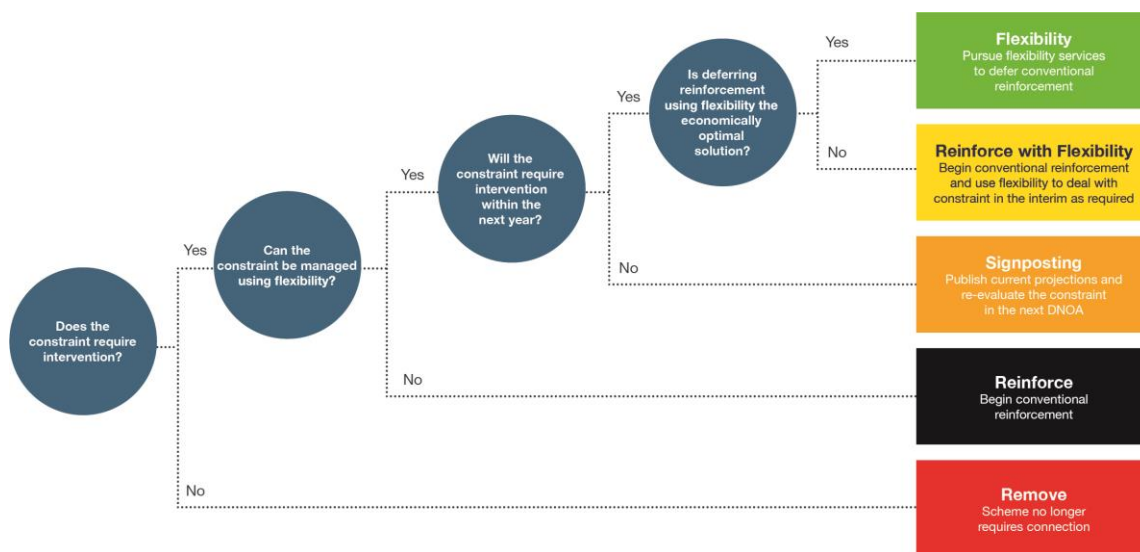 Does the
constraint require
intervention?
Yes
No
Can the
constraint be managed
using flexibility?
Yes
No
Will the
constraint require
intervention
within the
next year?
Yes
No
Is deferring
reinforcement
using flexibility the
economically
optimal
solution?
Yes
No
Flexibility
Pursue flexibility services
to defer conventional
reinforcement
Reinforce with Flexibility
Begin conventional reinforcement
and use flexibility to deal with
constraint in the interim as required
Signposting
Publish current projections and
re-evaluate the constraint
in the next DNOA
Reinforce
Begin conventional
reinforcement
Remove
Scheme no longer
requires connection